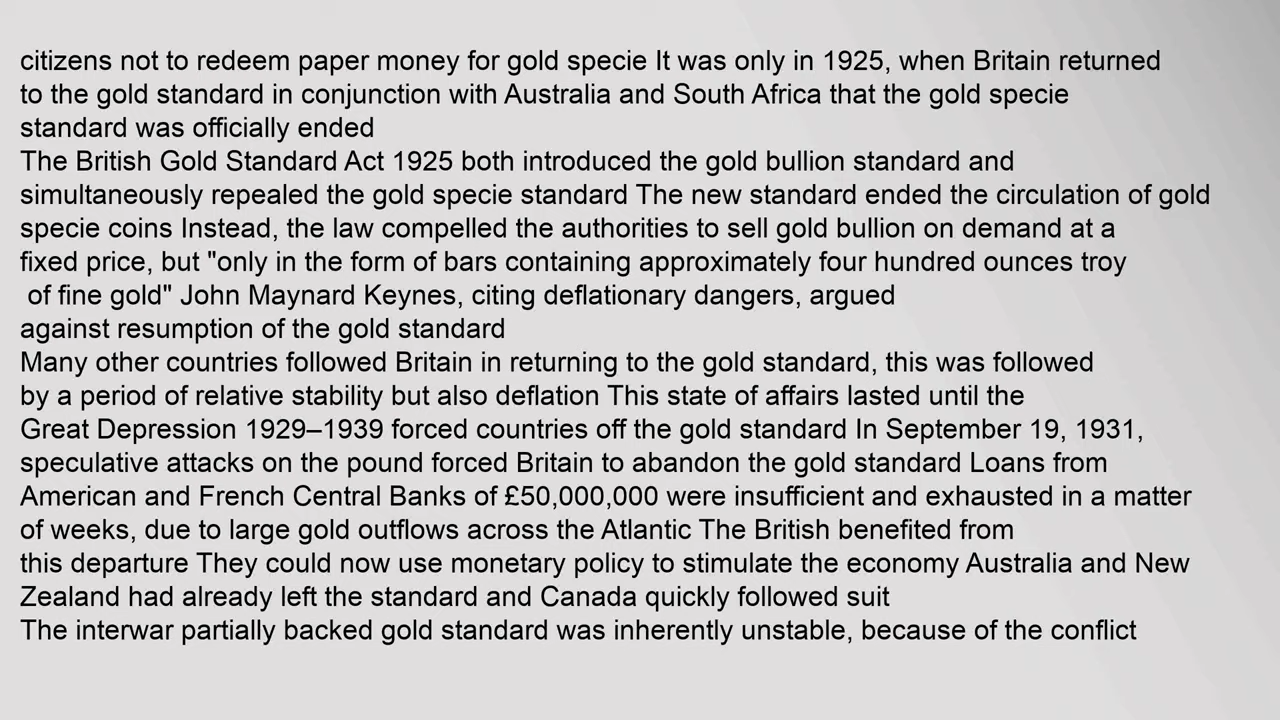 citizens not to redeem paper money for gold specie It was only in 1925, when Britain returned
to the gold standard in conjunction with Australia and South Africa that the gold specie
standard was officially ended
The British Gold Standard Act 1925 both introduced the gold bullion standard and
simultaneously repealed the gold specie standard The new standard ended the circulation of gold
specie coins Instead, the law compelled the authorities to sell gold bullion on demand at a
fixed price, but "only in the form of bars containing approximately four hundred ounces troy
of fine gold" John Maynard Keynes, citing deflationary dangers, argued
against resumption of the gold standard
Many other countries followed Britain in returning to the gold standard, this was followed
by a period of relative stability but also deflation This state of affairs lasted until the
Great Depression 1929–1939 forced countries off the gold standard In September 19, 1931,
speculative attacks on the pound forced Britain to abandon the gold standard Loans from
American and French Central Banks of £50,000,000 were insufficient and exhausted in a matter
of weeks, due to large gold outflows across the Atlantic The British benefited from
this departure They could now use monetary policy to stimulate the economy Australia and New
Zealand had already left the standard and Canada quickly followed suit
The interwar partially backed gold standard was inherently unstable, because of the conflict